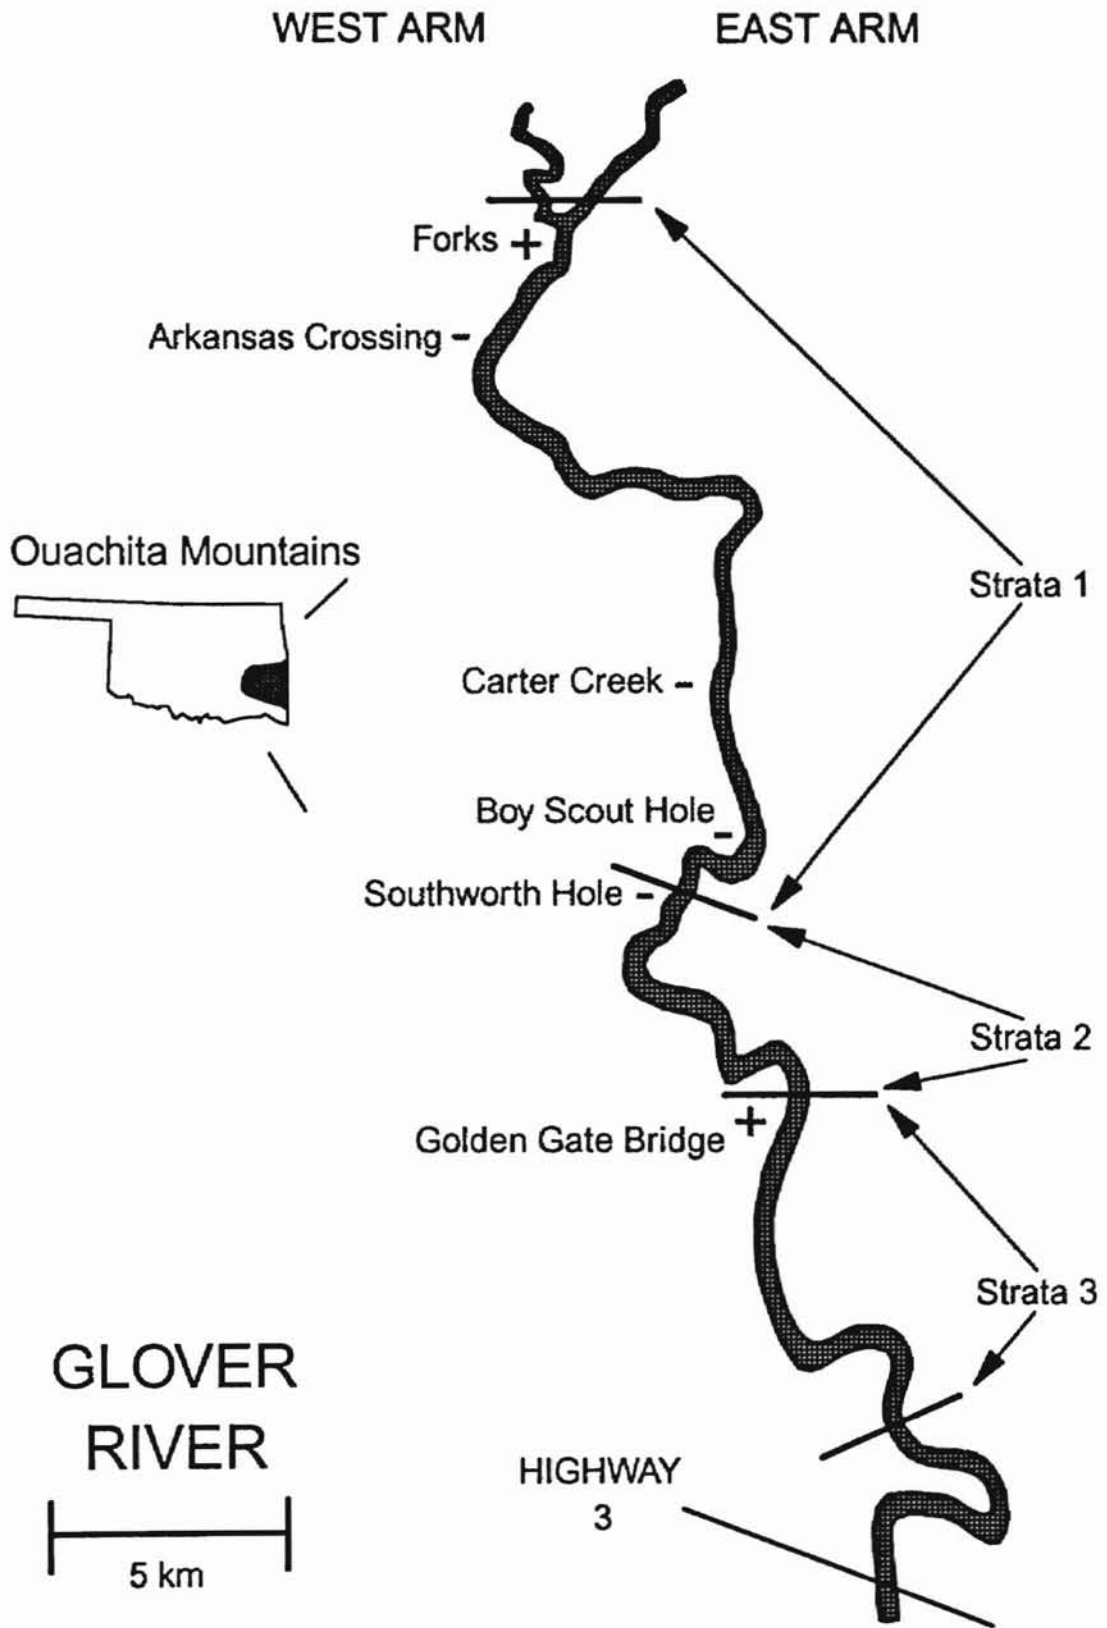 WEST ARM
EAST ARM
Forks +
Arkansas Crossing -
Ouachita Mountains
Strata 1
Carter Creek -
Boy Scout Hole -
Southworth Hole -
Strata 2
Golden Gate Bridge +
Strata 3
GLOVER
RIVER
HIGHWAY
3
5 km